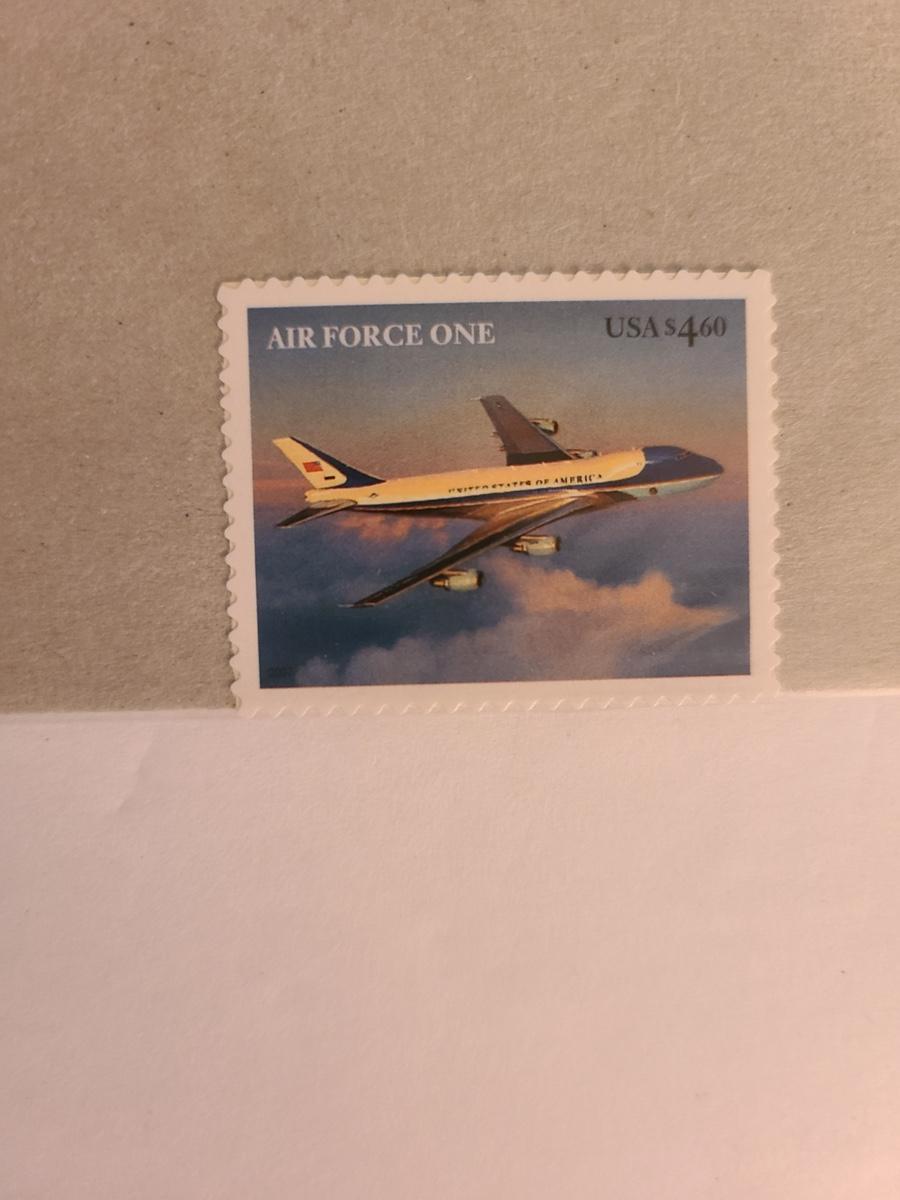 AIR FORCE ONE
USA $4.60
UNITED STATES OF AMERICA